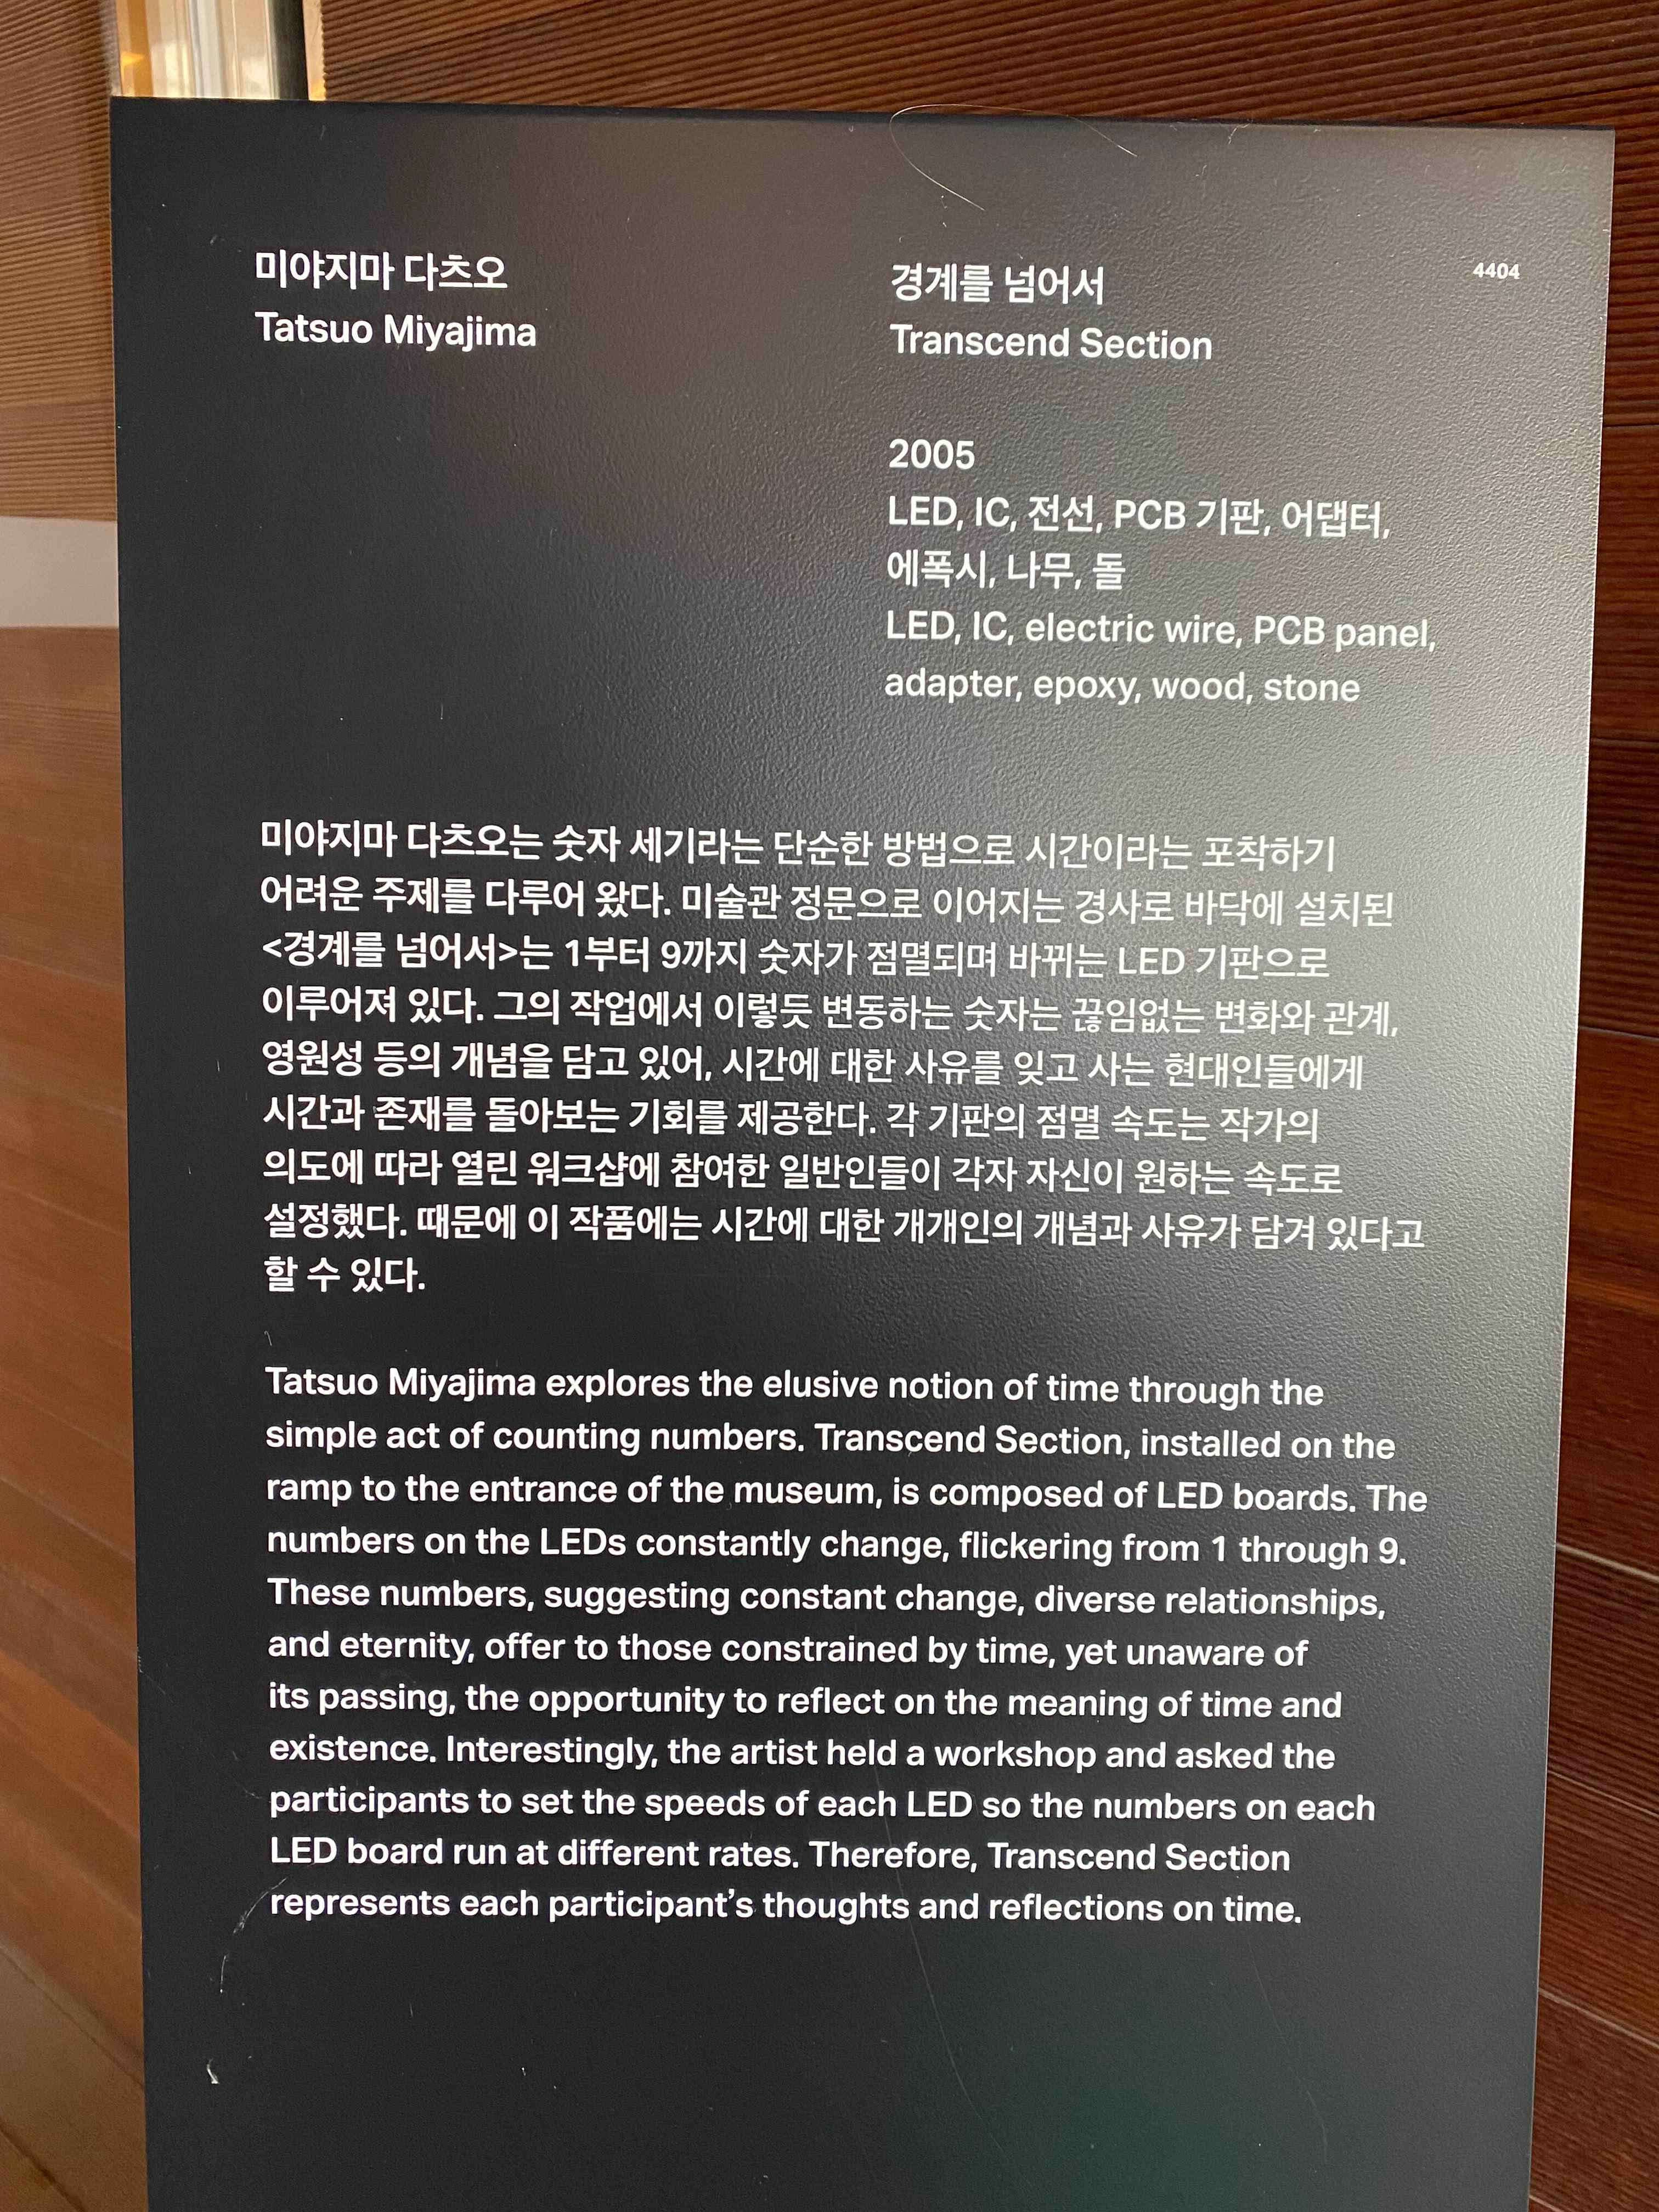 미야지마 다츠오
Tatsuo Miyajima
경계를 넘어서
Transcend Section
4404
2005
LED, IC, 전선, PCB 기판, 어댑터,
에폭시, 나무, 돌
LED, IC, electric wire, PCB panel,
adapter, epoxy, wood, stone
미야지마 다츠오는 숫자 세기라는 단순한 방법으로 시간이라는 포착하기
어려운 주제를 다루어 왔다. 미술관 정문으로 이어지는 경사로 바닥에 설치된
<경계를 넘어서>는 1부터 9까지 숫자가 점멸되며 바뀌는 LED 기판으로
이루어져 있다. 그의 작업에서 이렇듯 변동하는 숫자는 끊임없는 변화와 관계,
영원성 등의 개념을 담고 있어, 시간에 대한 사유를 잊고 사는 현대인들에게
시간과 존재를 돌아보는 기회를 제공한다. 각 기판의 점멸 속도는 작가의
의도에 따라 열린 워크샵에 참여한 일반인들이 각자 자신이 원하는 속도로
설정했다. 때문에 이 작품에는 시간에 대한 개개인의 개념과 사유가 담겨 있다고
할 수 있다.
Tatsuo Miyajima explores the elusive notion of time through the
simple act of counting numbers. Transcend Section, installed on the
ramp to the entrance of the museum, is composed of LED boards. The
numbers on the LEDs constantly change, flickering from 1 through 9.
These numbers, suggesting constant change, diverse relationships,
and eternity, offer to those constrained by time, yet unaware of
its passing, the opportunity to reflect on the meaning of time and
existence. Interestingly, the artist held a workshop and asked the
participants to set the speeds of each LED so the numbers on each
LED board run at different rates. Therefore, Transcend Section
represents each participant’s thoughts and reflections on time.